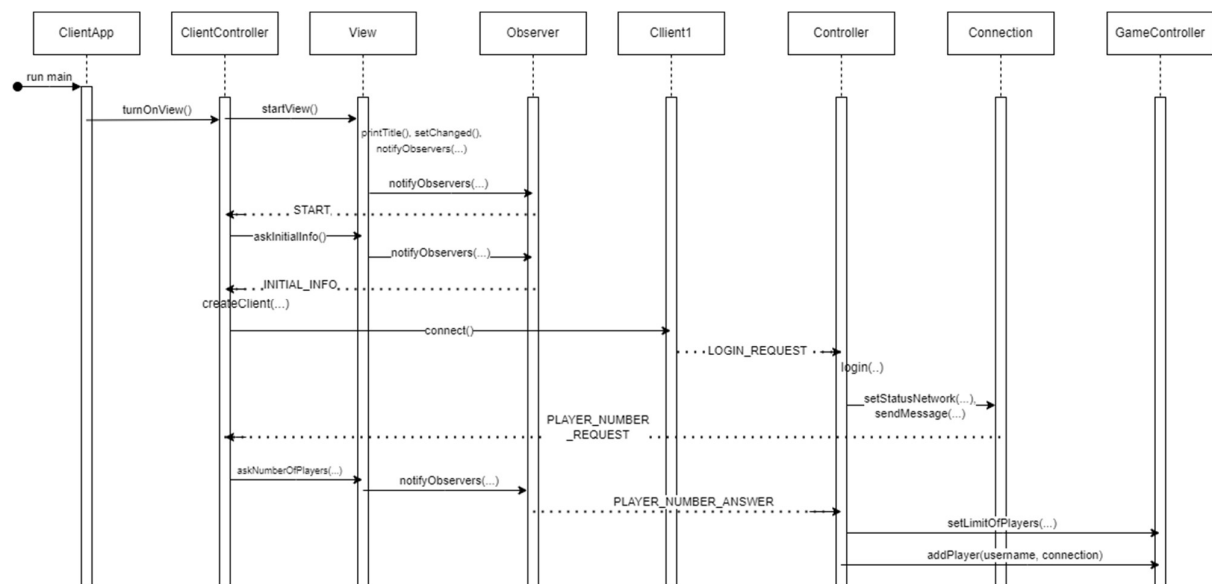 ClientApp
ClientController
View
Observer
Cllient1
Controller
Connection
GameController
run main
turnOnView()
startView()
printTitle(), setChanged(),
notifyObservers(...)
notifyObservers(...)
START
askInitialInfo()
notifyObservers(...)
INITIAL_INFO
createClient(...)
connect()
LOGIN_REQUEST
login(..)
setStatusNetwork(...),
sendMessage(...)
PLAYER_NUMBER
_REQUEST
askNumberOfPlayers(...)
notifyObservers(...)
PLAYER_NUMBER_ANSWER
setLimitOfPlayers(...)
addPlayer(username, connection)